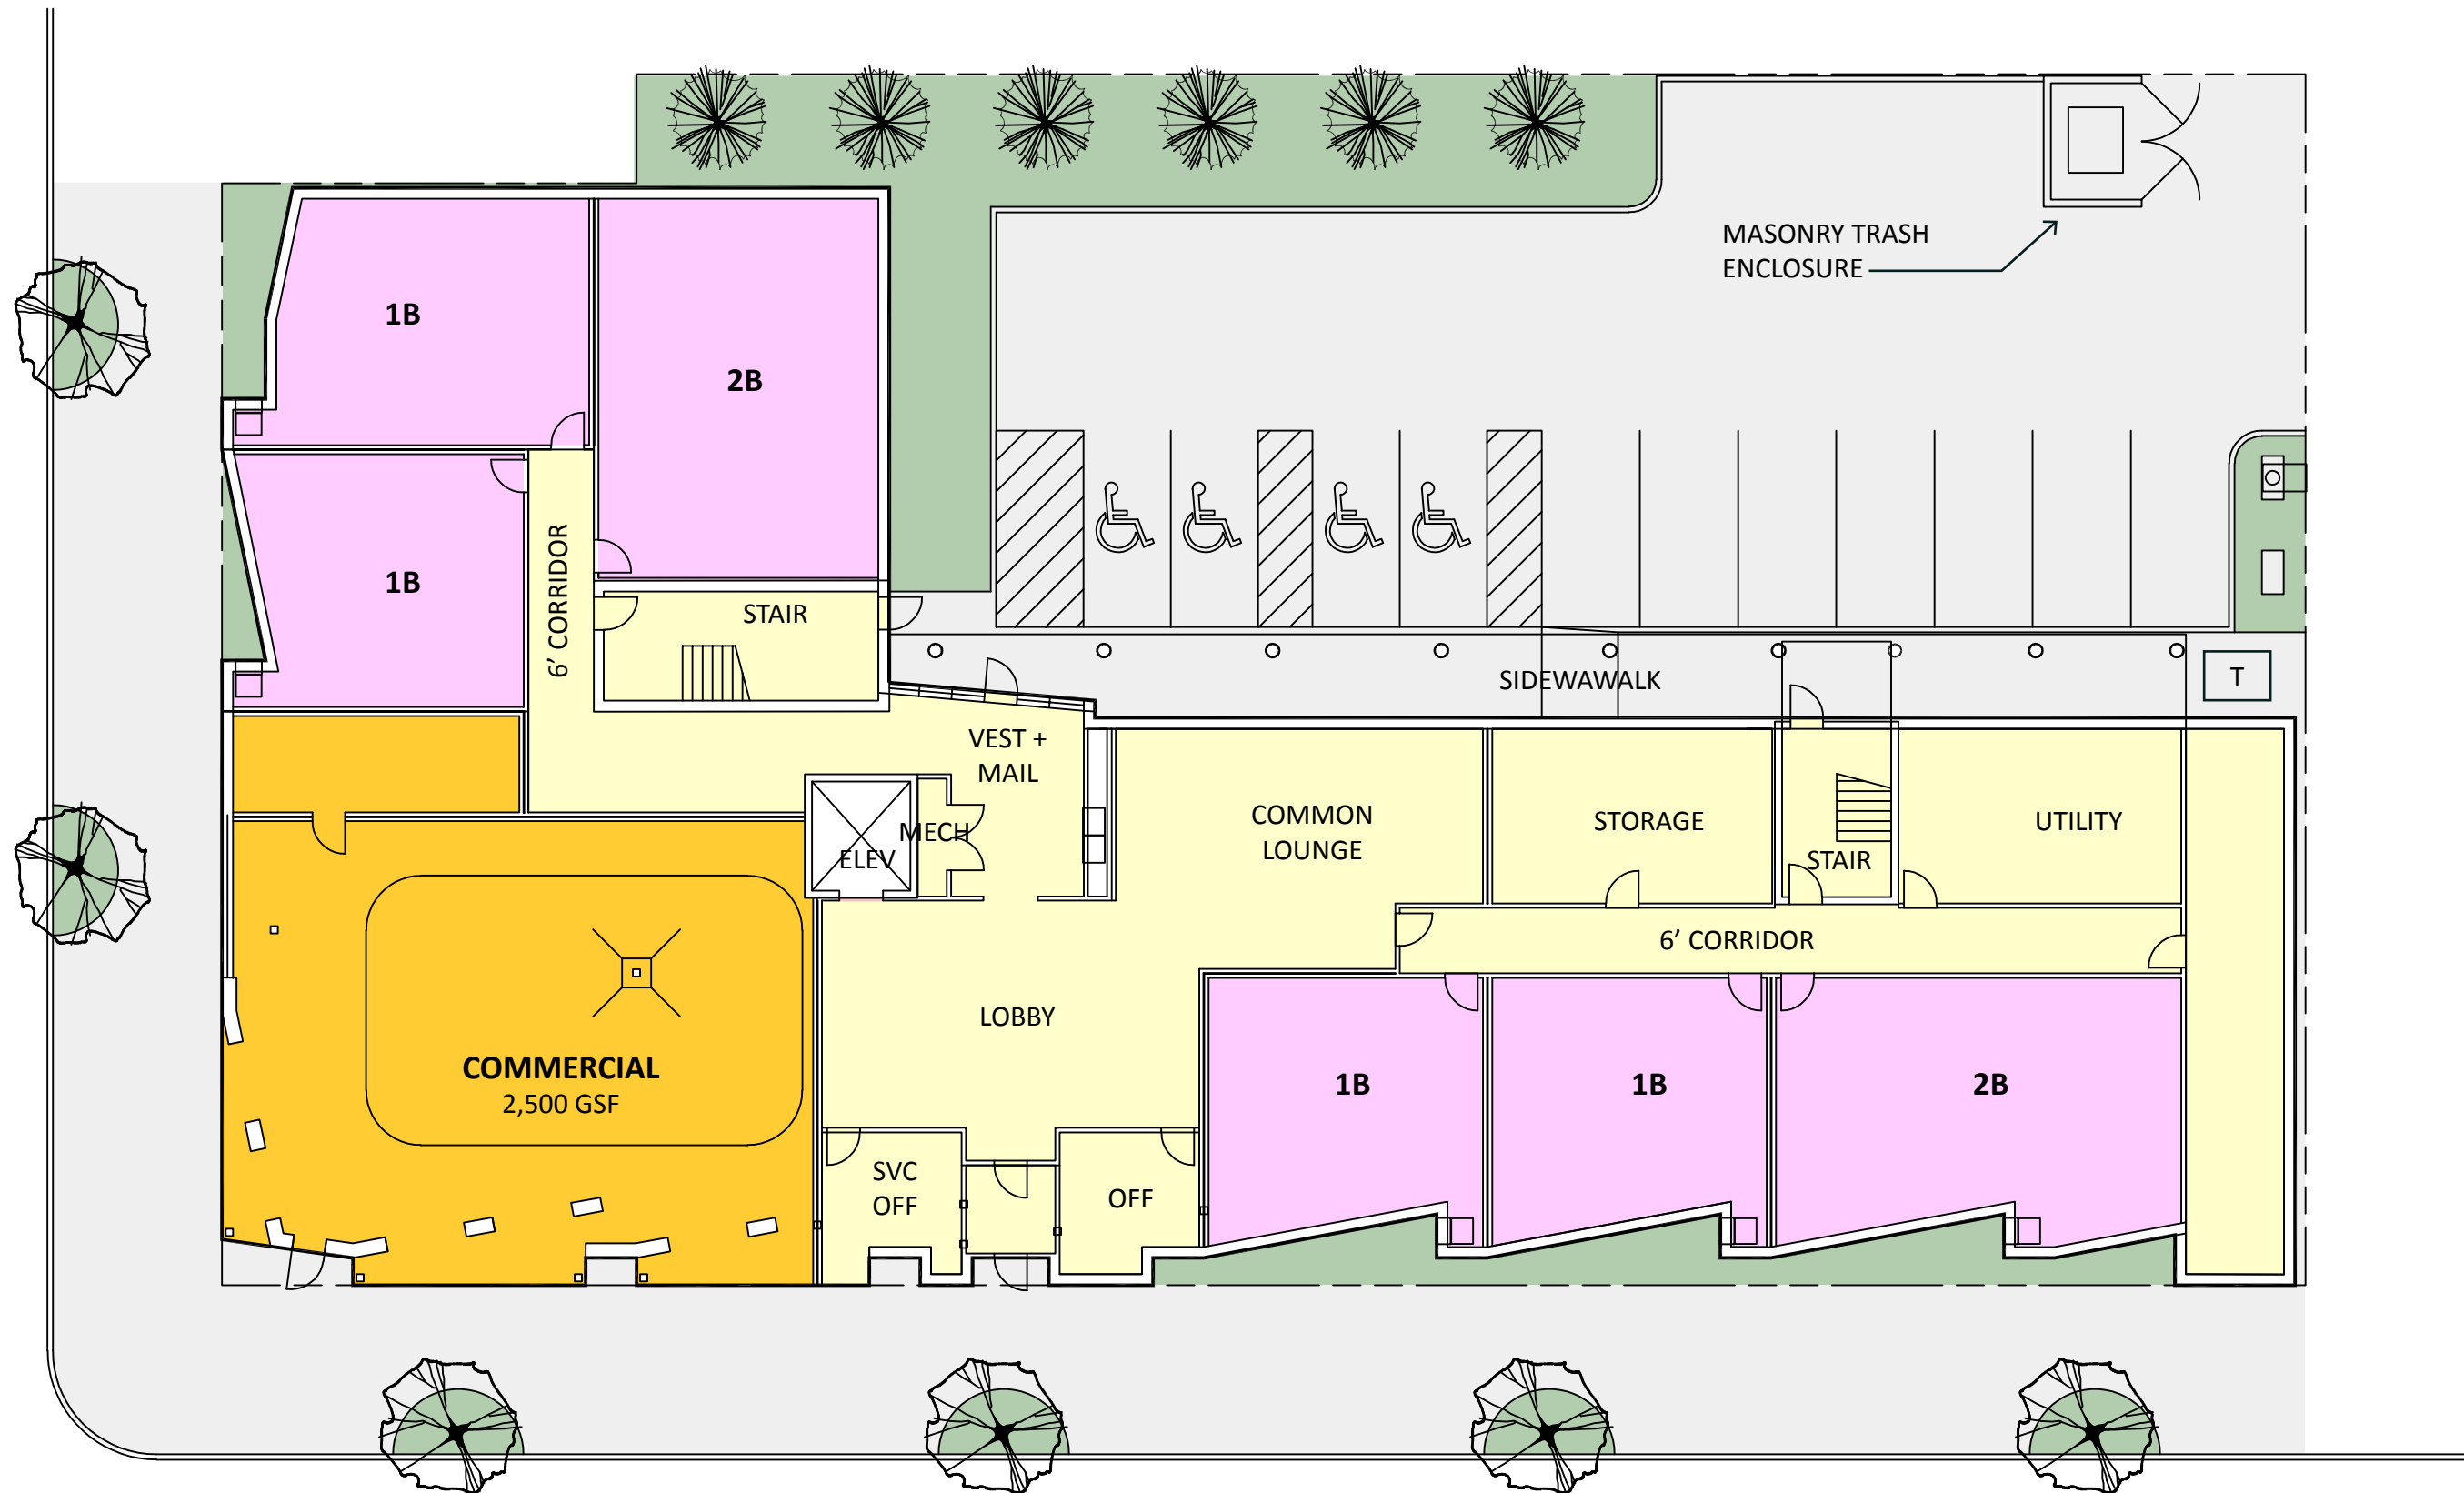 MASONRY TRASH
ENCLOSURE
1B
2B
1B
6’ CORRIDOR
STAIR
SIDEWAWALK
T
VEST +
MAIL
MECH
ELEV
COMMON
LOUNGE
STORAGE
STAIR
UTILITY
6’ CORRIDOR
LOBBY
COMMERCIAL
2,500 GSF
1B
1B
2B
SVC
OFF
OFF